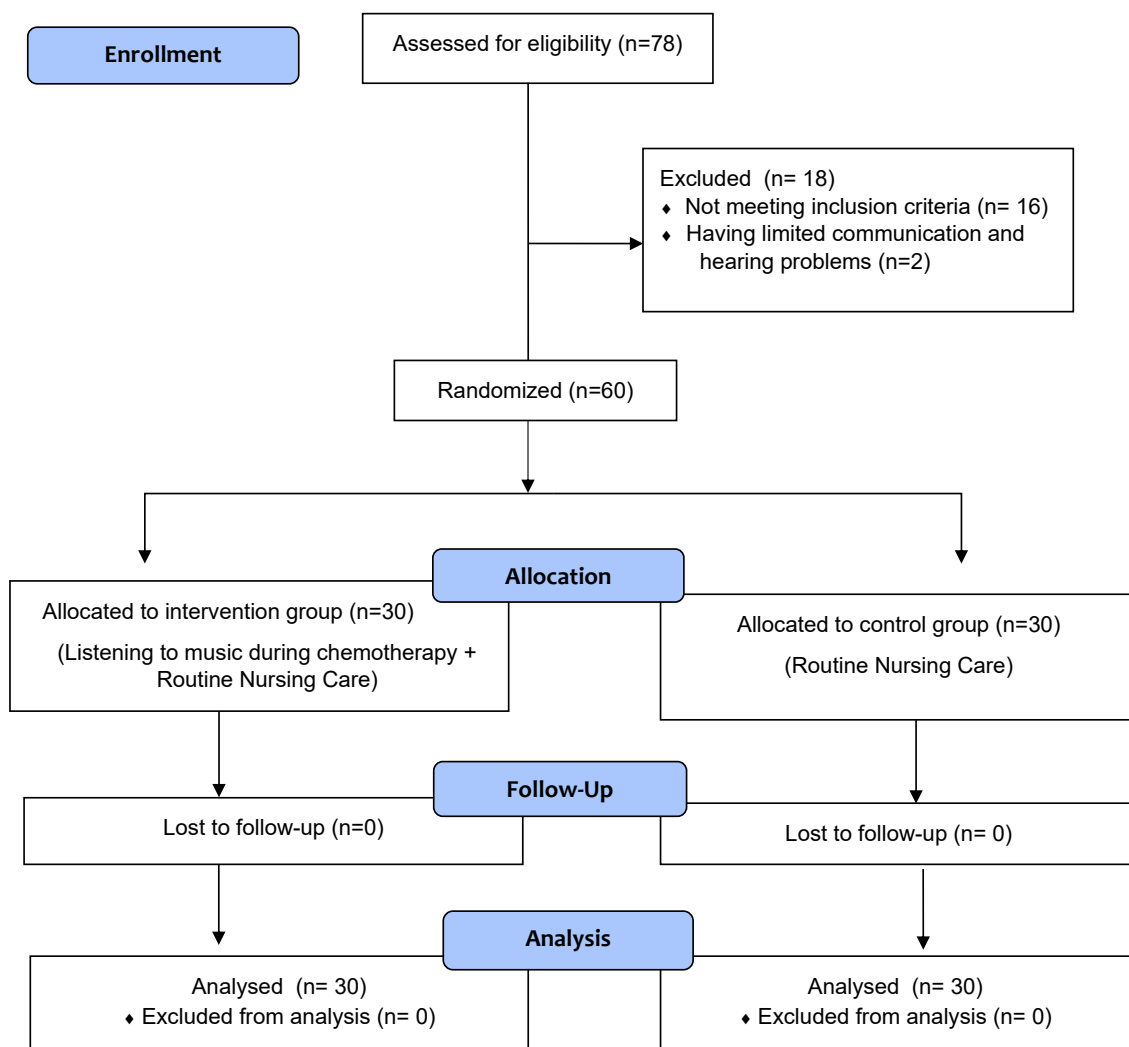 Enrollment
Assessed for eligibility (n=78)
Excluded  (n= 18)
♦ Not meeting inclusion criteria (n= 16)
♦ Having limited communication and
hearing problems (n=2)
Randomized (n=60)
Allocation
Allocated to intervention group (n=30)
(Listening to music during chemotherapy +
Routine Nursing Care)
Allocated to control group (n=30)
(Routine Nursing Care)
Follow-Up
Lost to follow-up (n=0)
Lost to follow-up (n= 0)
Analysis
Analysed  (n= 30)
♦ Excluded from analysis (n= 0)
Analysed  (n= 30)
♦ Excluded from analysis (n= 0)